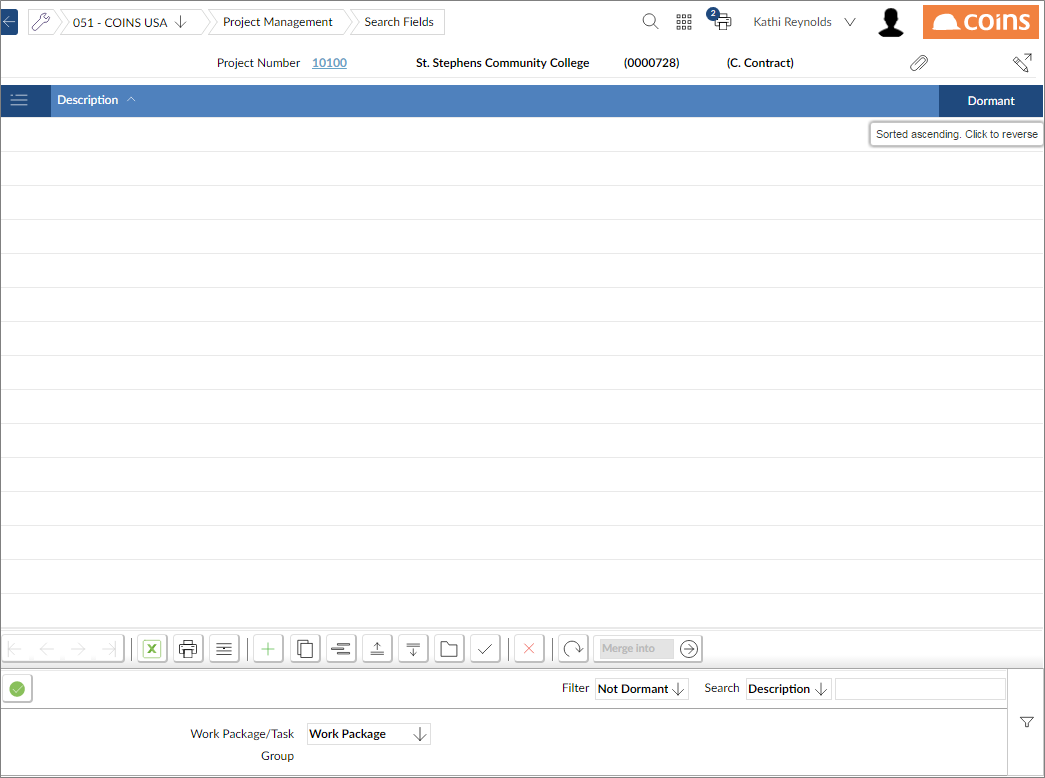 051 - COINS USA Project Management Search Fields 2 Kathi Reynolds coins
Project Number 10100 St. Stephens Community College (0000728) (C. Contract)
Description Dormant
Sorted ascending. Click to reverse
X Merge into
Filter Not Dormant Search Description
Work Package/Task Work Package
Group